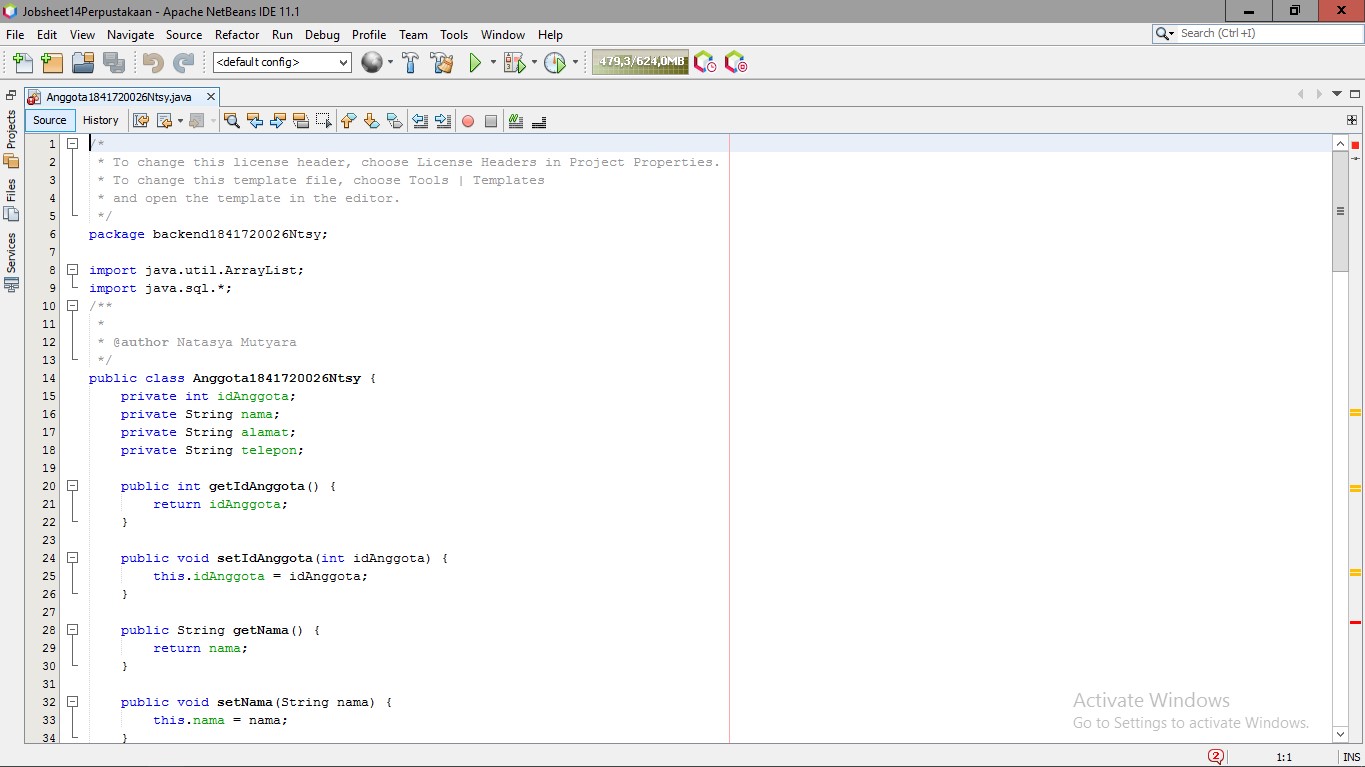 Jobsheet14Perpustakaan - Apache NetBeans IDE 11.1
File Edit View Navigate Source Refactor Run Debug Profile Team Tools Window Help
Search (Ctrl+I)
<default config>
479,3/624,0MB
Anggota1841720026Ntsy.java
Source History
Projects
Files
Services
1 /*
2 * To change this license header, choose License Headers in Project Properties.
3 * To change this template file, choose Tools | Templates
4 * and open the template in the editor.
5 */
6 package backend1841720026Ntsy;
7
8 import java.util.ArrayList;
9 import java.sql.*;
10 /**
11 *
12 * @author Natasya Mutyara
13 */
14 public class Anggota1841720026Ntsy {
15 private int idAnggota;
16 private String nama;
17 private String alamat;
18 private String telepon;
19
20 public int getIdAnggota() {
21 return idAnggota;
22 }
23
24 public void setIdAnggota(int idAnggota) {
25 this.idAnggota = idAnggota;
26 }
27
28 public String getNama() {
29 return nama;
30 }
31
32 public void setNama(String nama) {
33 this.nama = nama;
34 }
Activate Windows
Go to Settings to activate Windows.
2
1:1
INS